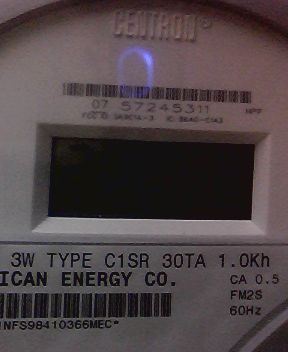 CENTRON®
07 57245311
3W TYPE C1SR 30TA 1.0Kh
ICAN ENERGY CO.
CA 0.5
FM2S
60Hz
NFS98410366MEC*